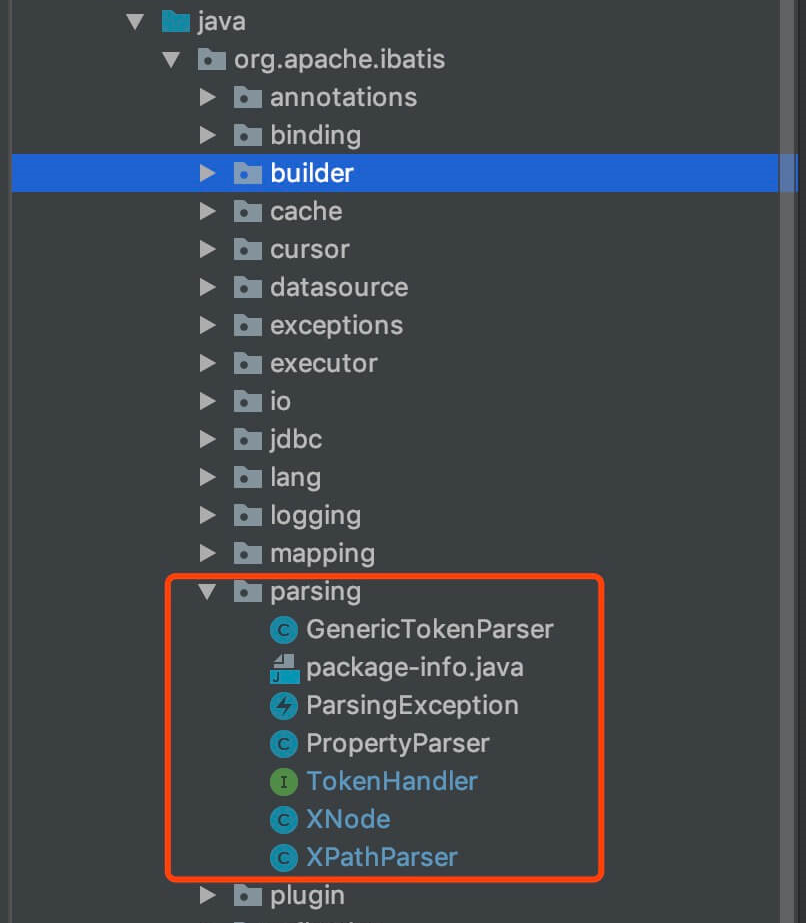 java
org.apache.ibatis
annotations
binding
builder
cache
cursor
datasource
exceptions
executor
io
jdbc
lang
logging
mapping
parsing
C GenericTokenParser
J package-info.java
ParsingException
C PropertyParser
I TokenHandler
C XNode
C XPathParser
plugin